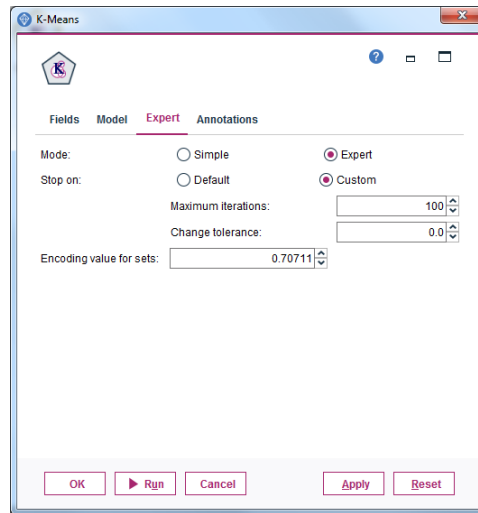 K-Means
K
?
Fields Model Expert Annotations
Mode: Simple Expert
Stop on: Default Custom
Maximum iterations: 100
Change tolerance: 0.0
Encoding value for sets: 0.70711
OK Run Cancel Apply Reset